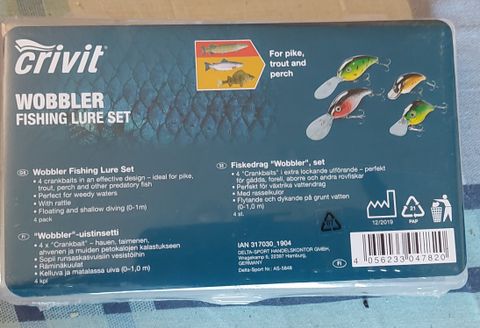 crivit
For pike,
trout and
perch
WOBBLER
FISHING LURE SET
GB Wobbler Fishing Lure Set
• 4 crankbaits in an effective design – ideal for pike,
trout, perch and other predatory fish
• Perfect for weedy waters
• With rattle
• Floating and shallow diving (0-1m)
4 pack
FI "Wobbler"-uistinsetti
• 4 x "Crankbait" – hauen, taimenen,
ahvenen ja muiden petokalojen kalastukseen
• Sopii runsaskasvuisiin vesistöihin
• Räminäkuulat
• Kelluva ja matalassa uiva (0–1,0 m)
4 kpl
SE Fiskedrag "Wobbler", set
• 4 "Crankbaits" i extra lockande utförande – perfekt
för gädda, forell, aborre och andra rovfiskar
• Perfekt för växtrika vattendrag
• Med rasselkulor
• Flytande och dykande på grunt vatten
(0-1,0 m)
4 st.
12/2019
21
PAP
IAN 317030_1904
DELTA-SPORT HANDELSKONTOR GMBH,
Wragekamp 6, 22397 Hamburg,
GERMANY
Delta-Sport Nr.: AS-5848
FI
4 056233 047820